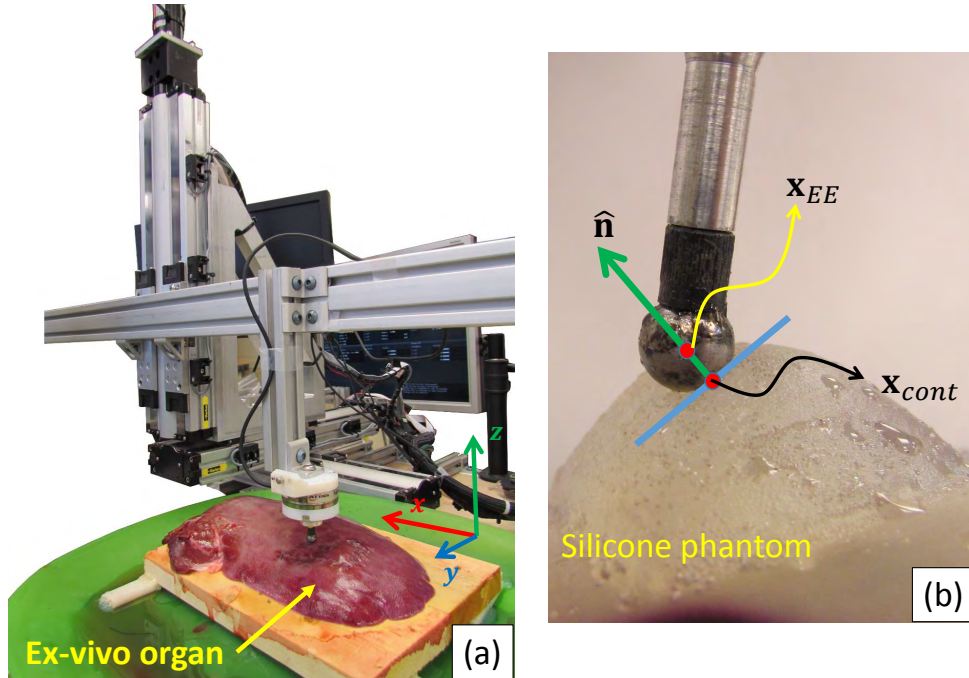 z
x
y
Ex-vivo organ
(a)
x_EE
n̂
x_cont
Silicone phantom
(b)